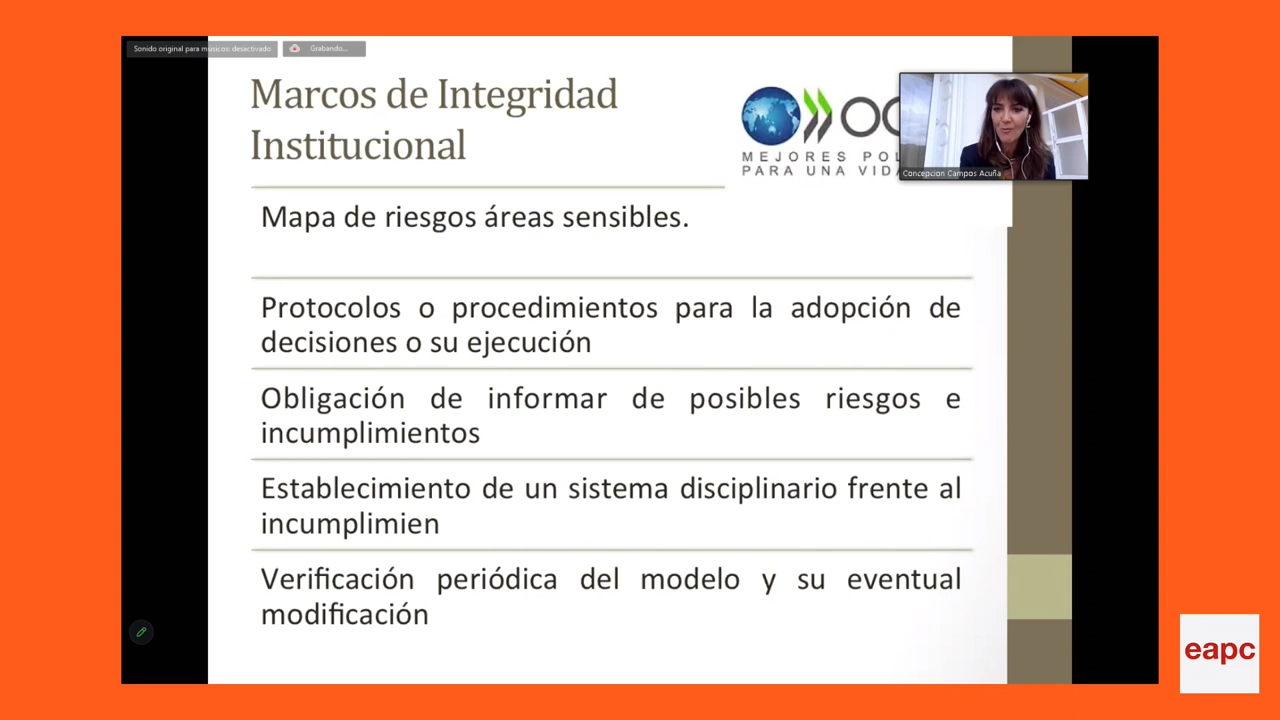 Sonido original para músicos: desactivado
Grabando...
Marcos de Integridad
Institucional
MEJORES POL
PARA UNA VIDA
Concepcion Campos Acuña
Mapa de riesgos áreas sensibles.
Protocolos o procedimientos para la adopción de
decisiones o su ejecución
Obligación de informar de posibles riesgos e
incumplimientos
Establecimiento de un sistema disciplinario frente al
incumplimien
Verificación periódica del modelo y su eventual
modificación
eapc